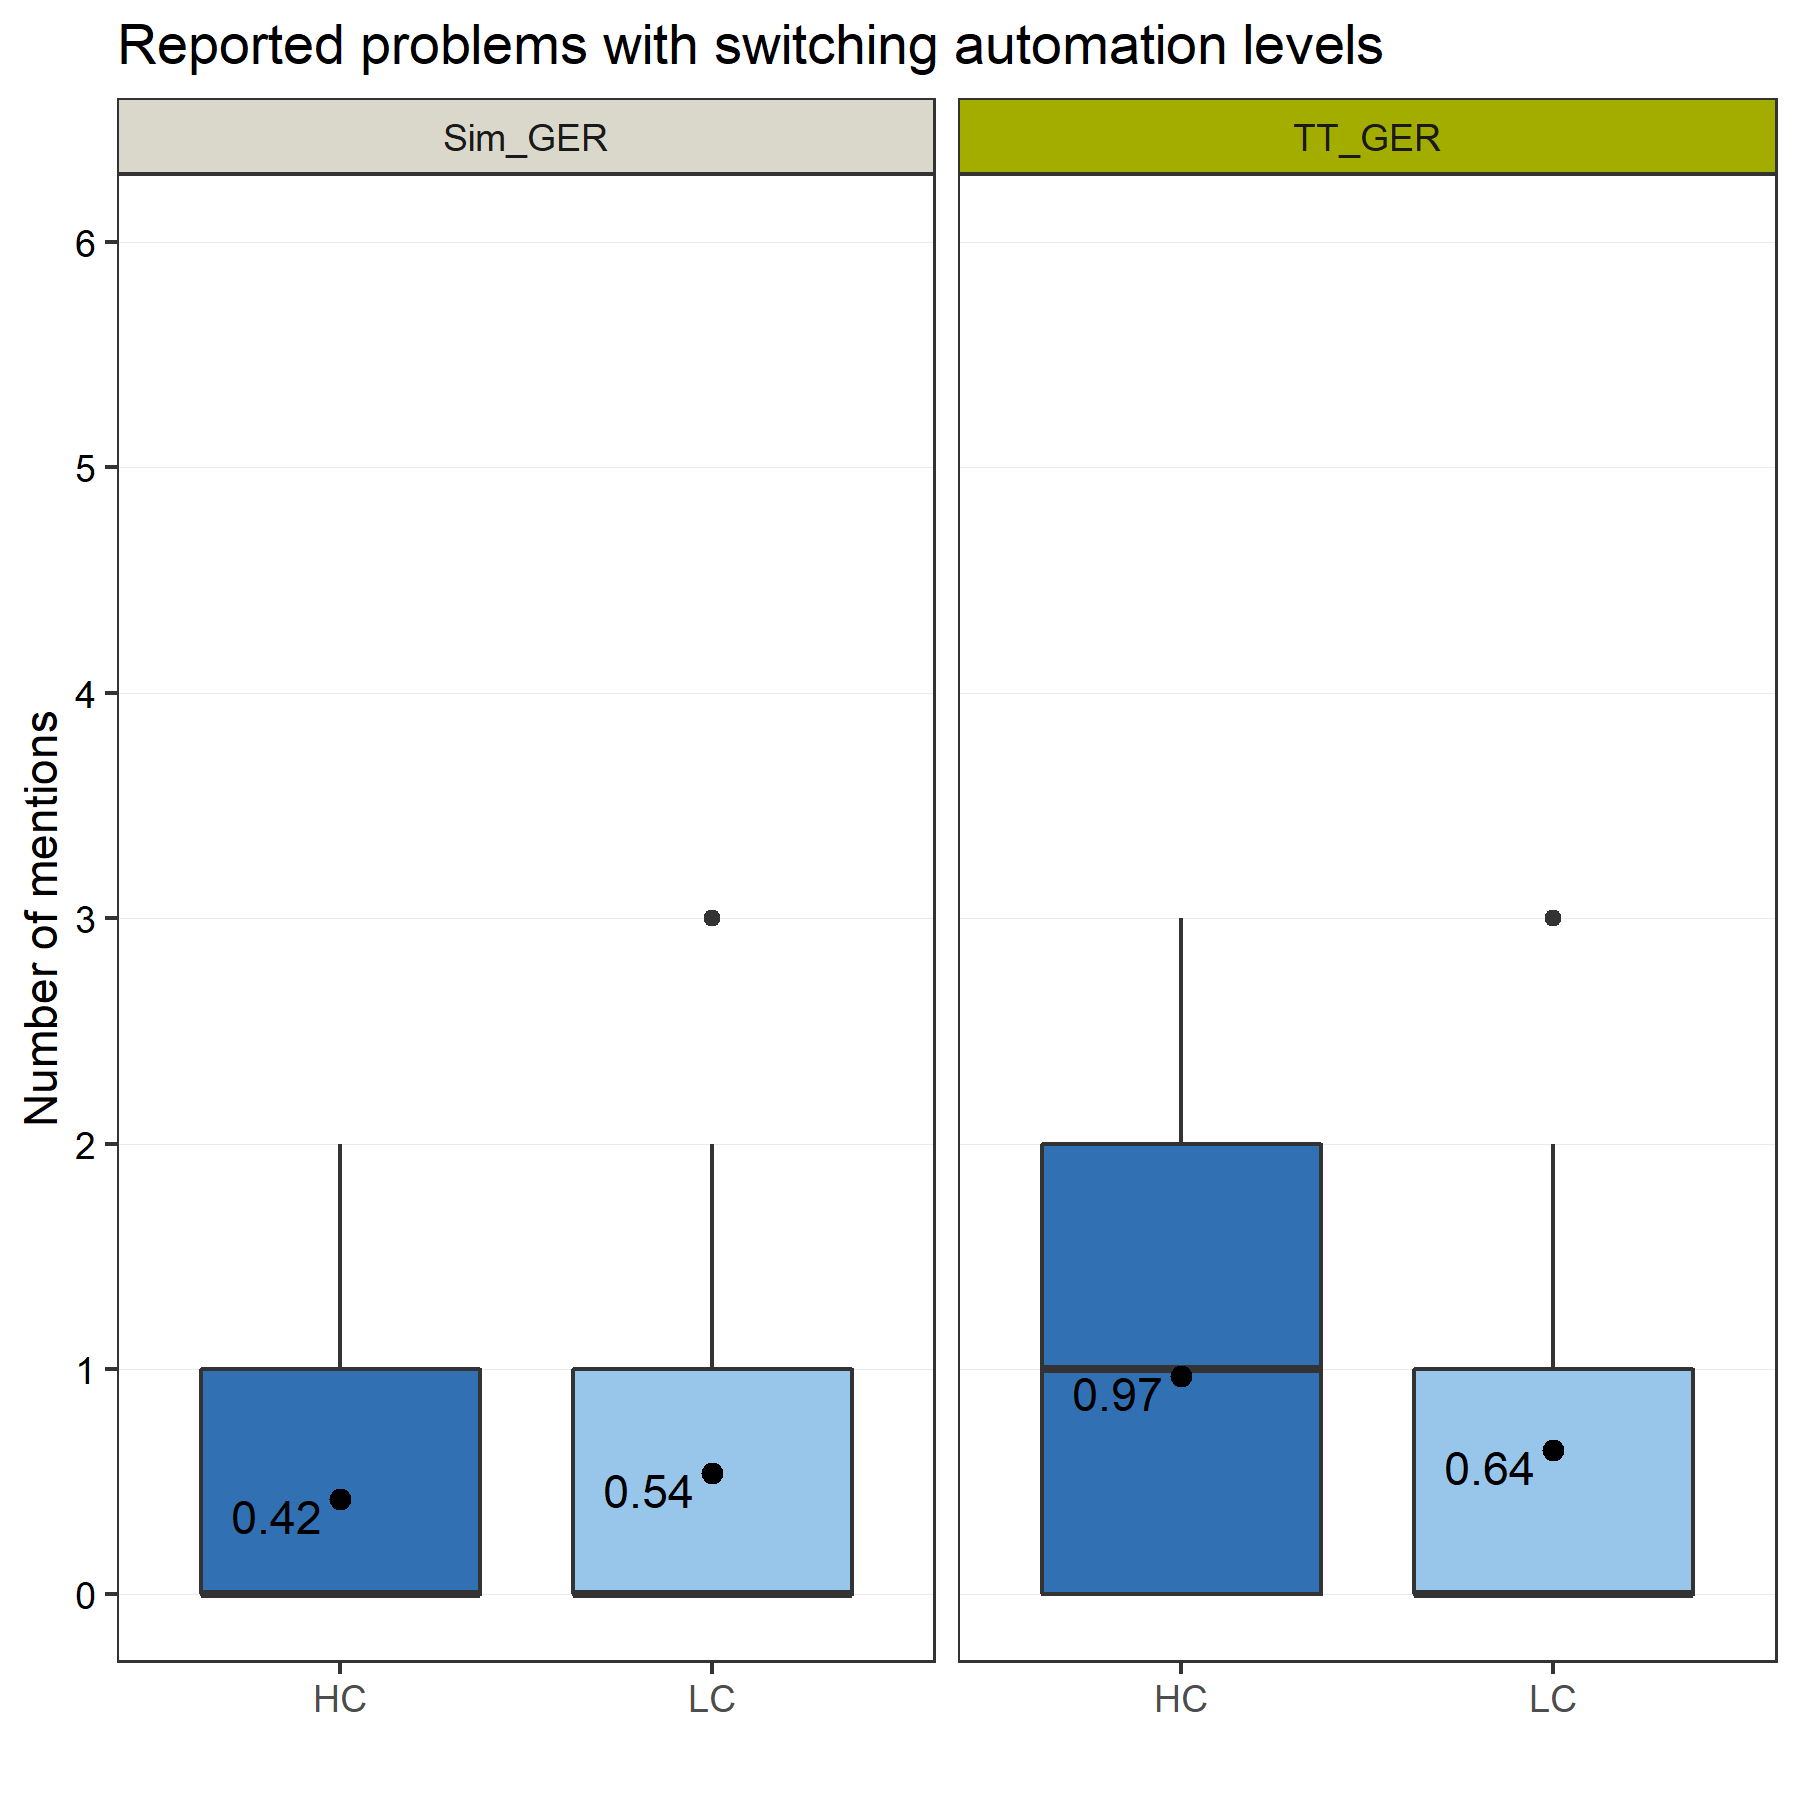 Reported problems with switching automation levels
Sim_GER
TT_GER
Number of mentions
6
5
4
3
2
1
0
0.42
0.54
0.97
0.64
HC
LC
HC
LC